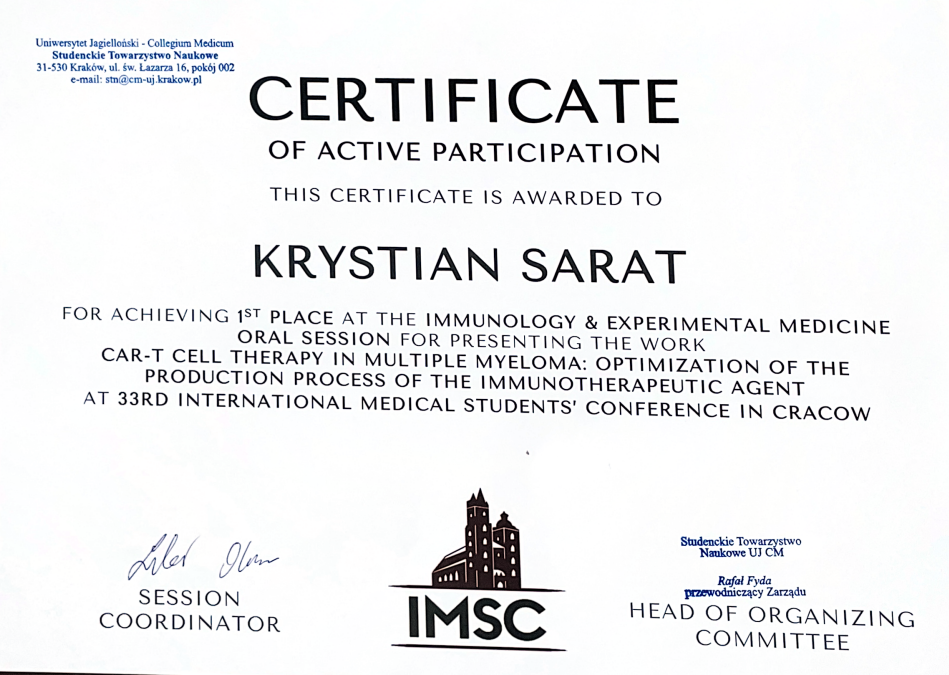 Uniwersytet Jagielloński - Collegium Medicum
Studenckie Towarzystwo Naukowe
31-530 Kraków, ul. św. Łazarza 16, pokój 002
e-mail: stn@cm-uj.krakow.pl
CERTIFICATE
OF ACTIVE PARTICIPATION
THIS CERTIFICATE IS AWARDED TO
KRYSTIAN SARAT
FOR ACHIEVING 1ST PLACE AT THE IMMUNOLOGY & EXPERIMENTAL MEDICINE
ORAL SESSION FOR PRESENTING THE WORK
CAR-T CELL THERAPY IN MULTIPLE MYELOMA: OPTIMIZATION OF THE
PRODUCTION PROCESS OF THE IMMUNOTHERAPEUTIC AGENT
AT 33RD INTERNATIONAL MEDICAL STUDENTS' CONFERENCE IN CRACOW
SESSION
COORDINATOR
IMSC
Studenckie Towarzystwo
Naukowe UJ CM
Rafał Fyda
przewodniczący Zarządu
HEAD OF ORGANIZING
COMMITTEE